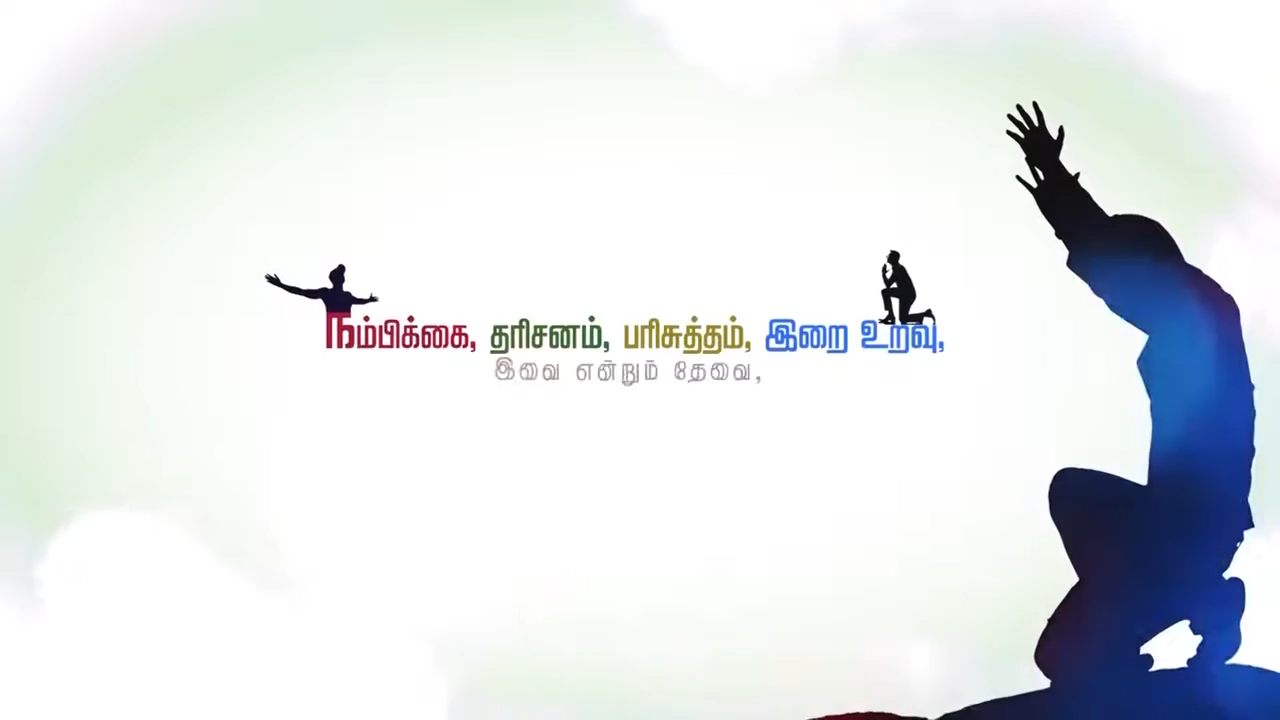 நம்பிக்கை, தரிசனம், பரிசுத்தம், இறை உறவு,
இவை என்றும் தேவை,